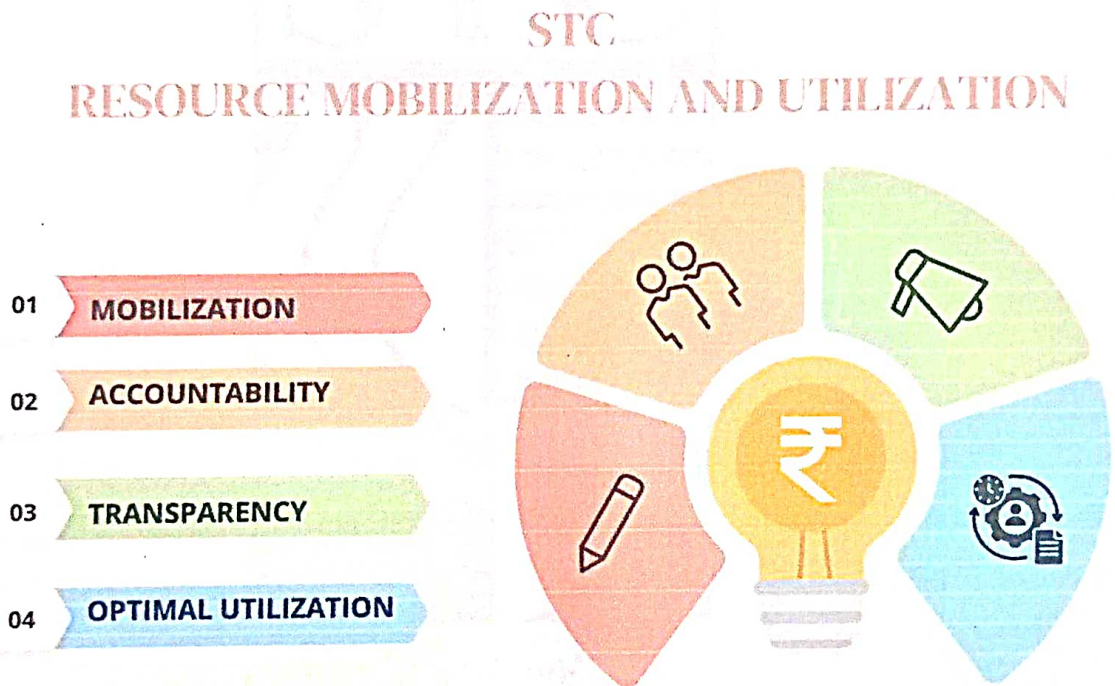 STC
RESOURCE MOBILIZATION AND UTILIZATION
01 MOBILIZATION
02 ACCOUNTABILITY
03 TRANSPARENCY
04 OPTIMAL UTILIZATION
₹